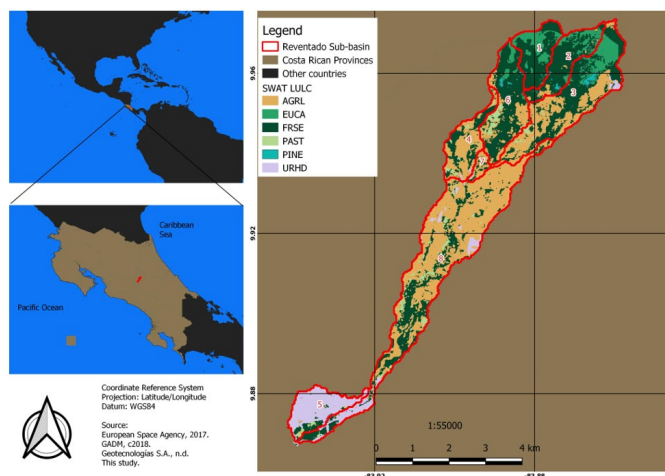 Legend
Reventado Sub-basin
Costa Rican Provinces
Other countries
SWAT LULC
AGRL
EUCA
FRSE
PAST
PINE
URHD
9.96
9.92
9.88
1
2
3
4
7
5
Caribbean
Sea
Pacific Ocean
Coordinate Reference System
Projection: Latitude/Longitude
Datum: WGS84
Source:
European Space Agency, 2017.
GADM, c2018.
Geotecnologías S.A., n.d.
This study.
1:55000
0 1 2 3 4 km